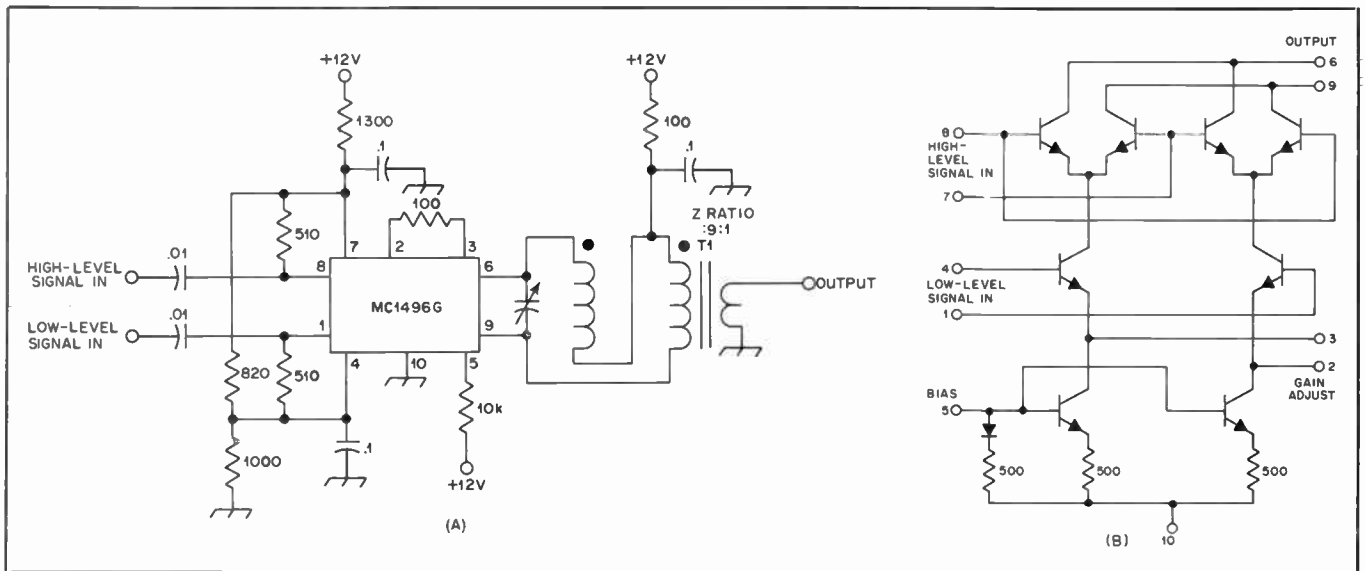 +12V
1300
.1
510
100
2
3
.01
HIGH-LEVEL
SIGNAL IN
7
8
6
MC1496G
.01
LOW-LEVEL
SIGNAL IN
1
9
4
10
5
820
510
10k
1000
.1
+12V
(A)
+12V
100
.1
Z RATIO
:9:1
T1
OUTPUT
OUTPUT
6
9
8
HIGH-
LEVEL
SIGNAL IN
7
4
LOW-LEVEL
SIGNAL IN
1
3
2
GAIN
ADJUST
BIAS
5
500
500
500
10
(B)